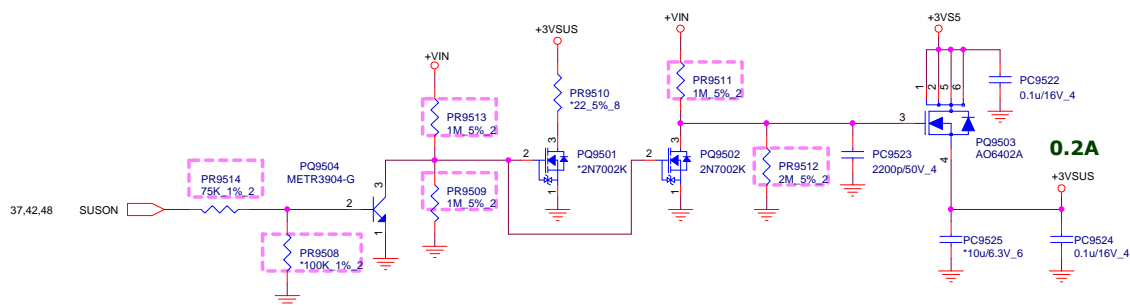 +3VS5
+3VSUS
+VIN
+VIN
PC9522
0.1u/16V_4
1
2
5
6
PR9511
1M_5%_2
PR9510
*22_5%_8
PR9513
1M_5%_2
3
PQ9503
AO6402A
0.2A
4
3
2
PQ9501
*2N7002K
1
3
2
PQ9502
2N7002K
1
PR9512
2M_5%_2
PC9523
2200p/50V_4
PQ9504
METR3904-G
3
2
1
PR9514
75K_1%_2
PR9509
1M_5%_2
+3VSUS
37,42,48
SUSON
PR9508
*100K_1%_2
PC9525
*10u/6.3V_6
PC9524
0.1u/16V_4